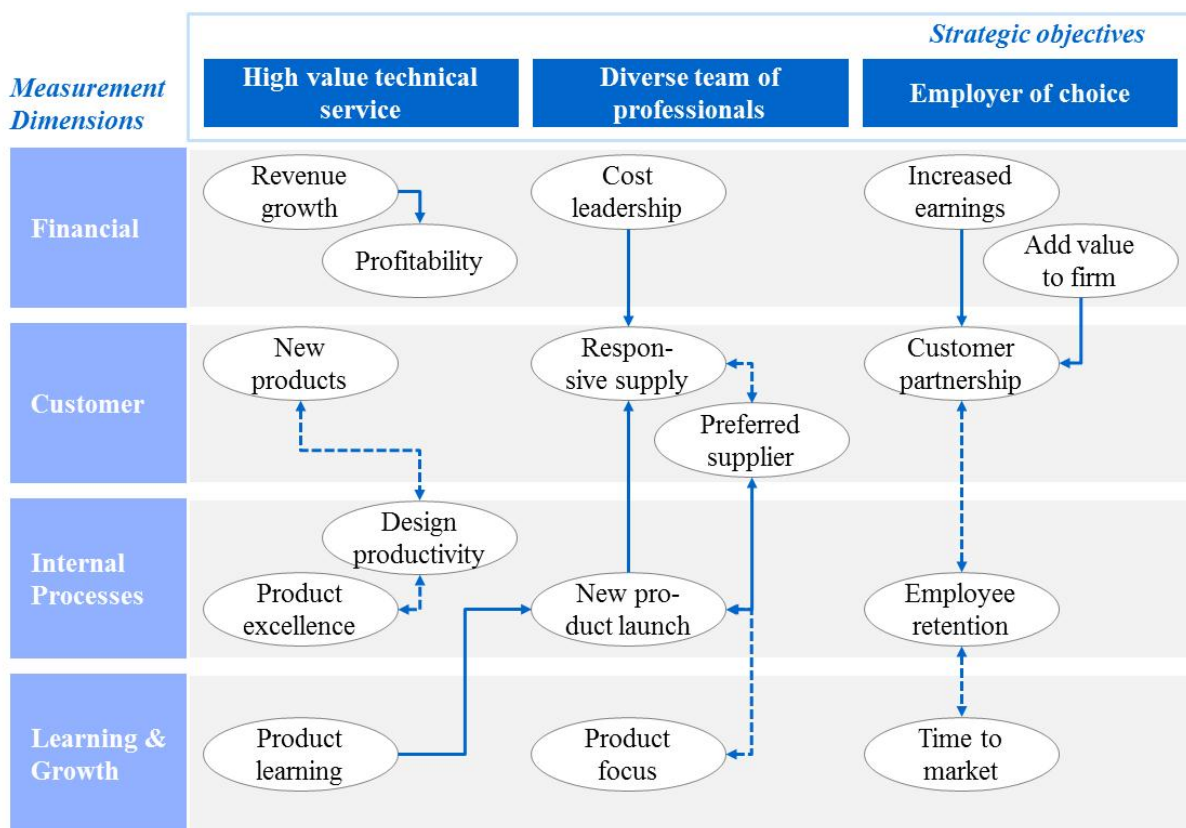 Strategic objectives
Measurement
Dimensions
High value technical
service
Diverse team of
professionals
Employer of choice
Financial
Revenue
growth
Profitability
Cost
leadership
Increased
earnings
Add value
to firm
Customer
New
products
Respon-
sive supply
Preferred
supplier
Customer
partnership
Internal
Processes
Design
productivity
Product
excellence
New pro-
duct launch
Employee
retention
Learning &
Growth
Product
learning
Product
focus
Time to
market